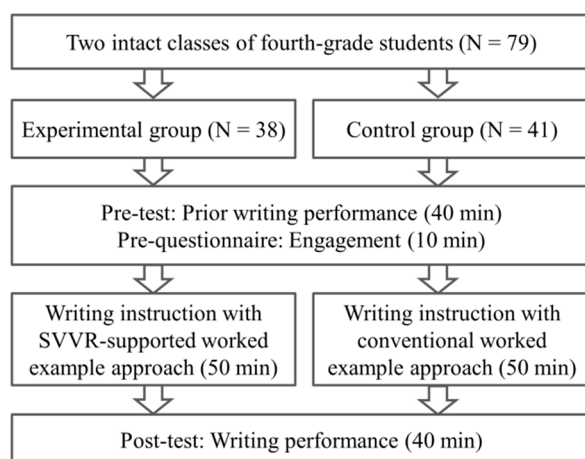 Two intact classes of fourth-grade students (N = 79)
Experimental group (N = 38)
Control group (N = 41)
Pre-test: Prior writing performance (40 min)
Pre-questionnaire: Engagement (10 min)
Writing instruction with
SVVR-supported worked
example approach (50 min)
Writing instruction with
conventional worked
example approach (50 min)
Post-test: Writing performance (40 min)